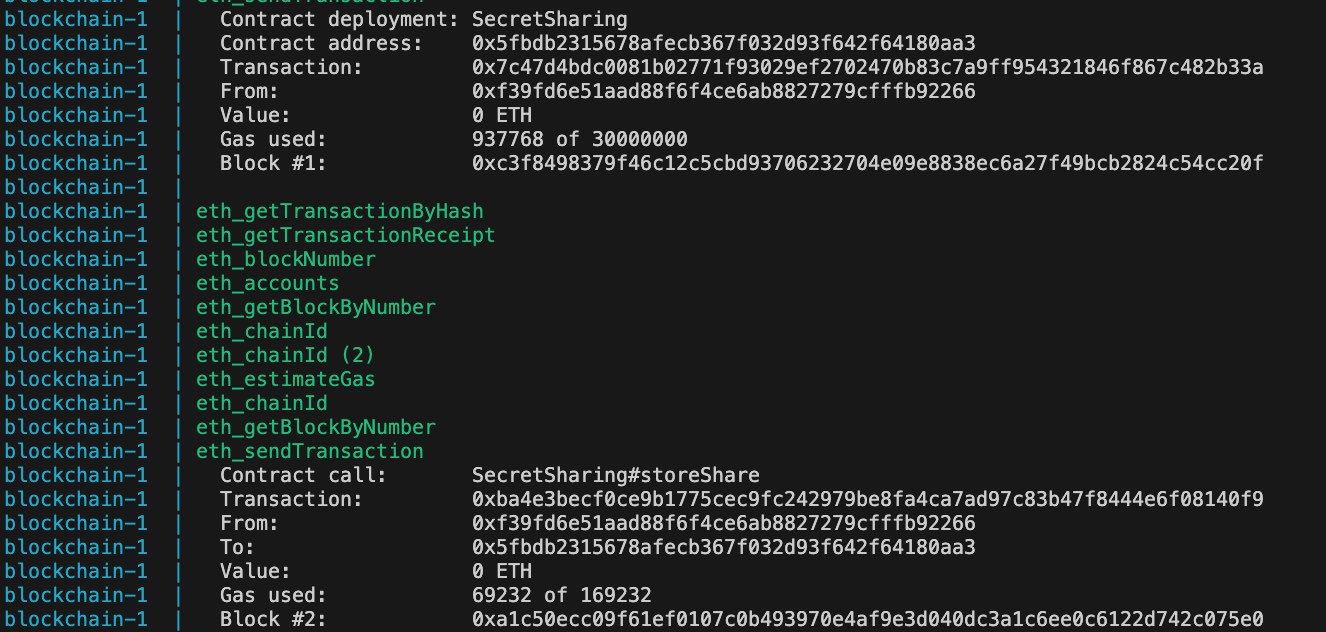 blockchain-1 | eth_sendTransaction
blockchain-1 | Contract deployment: SecretSharing
blockchain-1 | Contract address: 0x5fbdb2315678afecb367f032d93f642f64180aa3
blockchain-1 | Transaction: 0x7c47d4bdc0081b02771f93029ef2702470b83c7a9ff954321846f867c482b33a
blockchain-1 | From: 0xf39fd6e51aad88f6f4ce6ab8827279cfffb92266
blockchain-1 | Value: 0 ETH
blockchain-1 | Gas used: 937768 of 30000000
blockchain-1 | Block #1: 0xc3f8498379f46c12c5cbd93706232704e09e8838ec6a27f49bcb2824c54cc20f
blockchain-1 |
blockchain-1 | eth_getTransactionByHash
blockchain-1 | eth_getTransactionReceipt
blockchain-1 | eth_blockNumber
blockchain-1 | eth_accounts
blockchain-1 | eth_getBlockByNumber
blockchain-1 | eth_chainId
blockchain-1 | eth_chainId (2)
blockchain-1 | eth_estimateGas
blockchain-1 | eth_chainId
blockchain-1 | eth_getBlockByNumber
blockchain-1 | eth_sendTransaction
blockchain-1 | Contract call: SecretSharing#storeShare
blockchain-1 | Transaction: 0xba4e3becf0ce9b1775cec9fc242979be8fa4ca7ad97c83b47f8444e6f08140f9
blockchain-1 | From: 0xf39fd6e51aad88f6f4ce6ab8827279cfffb92266
blockchain-1 | To: 0x5fbdb2315678afecb367f032d93f642f64180aa3
blockchain-1 | Value: 0 ETH
blockchain-1 | Gas used: 69232 of 169232
blockchain-1 | Block #2: 0xa1c50ecc09f61ef0107c0b493970e4af9e3d040dc3a1c6ee0c6122d742c075e0